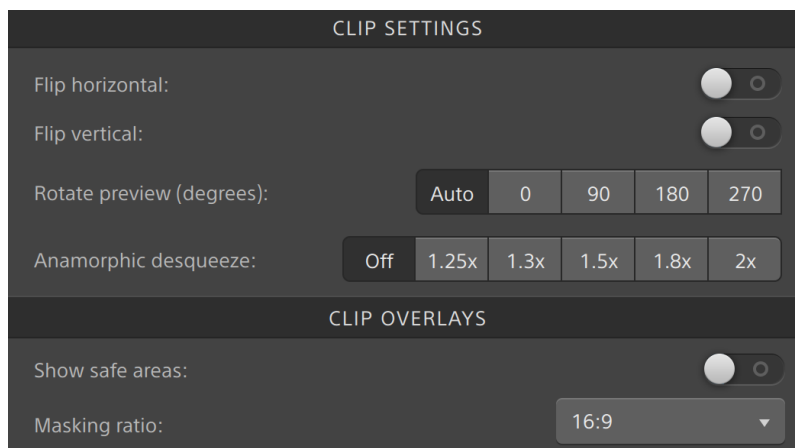 CLIP SETTINGS
Flip horizontal:
Flip vertical:
Rotate preview (degrees): Auto 0 90 180 270
Anamorphic desqueeze: Off 1.25x 1.3x 1.5x 1.8x 2x
CLIP OVERLAYS
Show safe areas:
Masking ratio: 16:9